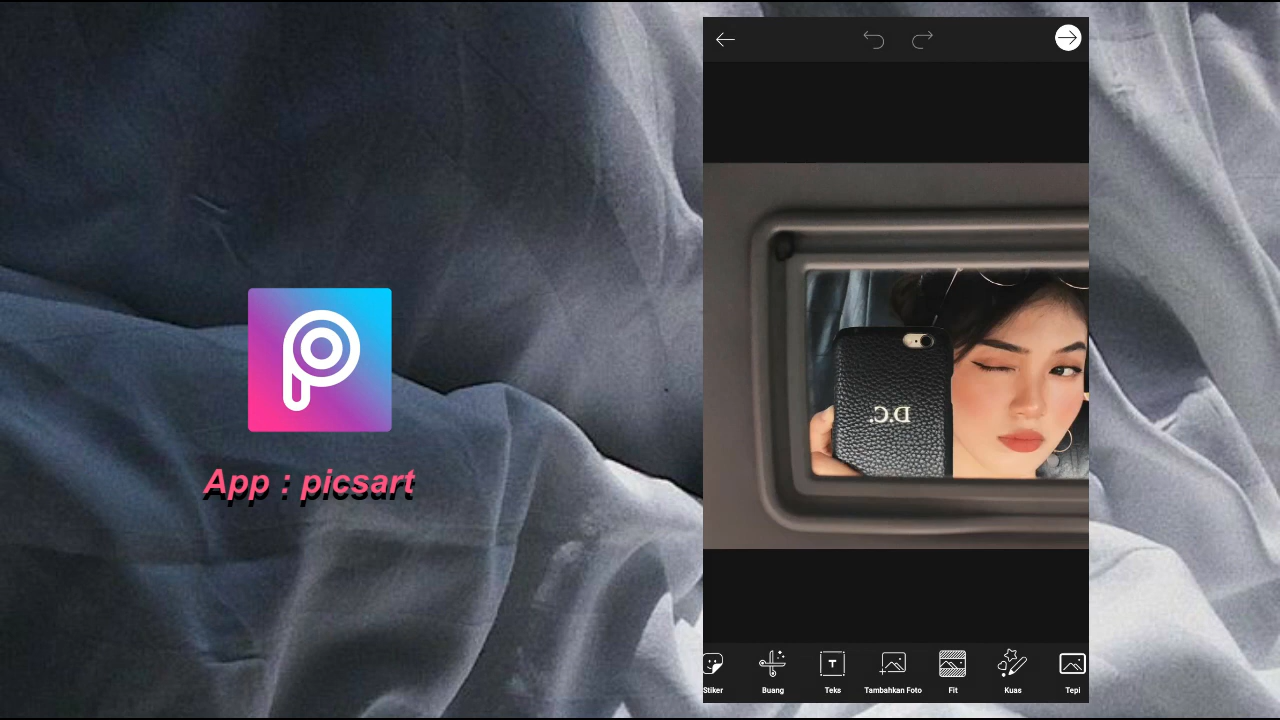 App : picsart
D.C.
Stiker
Buang
Teks
Tambahkan Foto
Fit
Kuas
Tepi